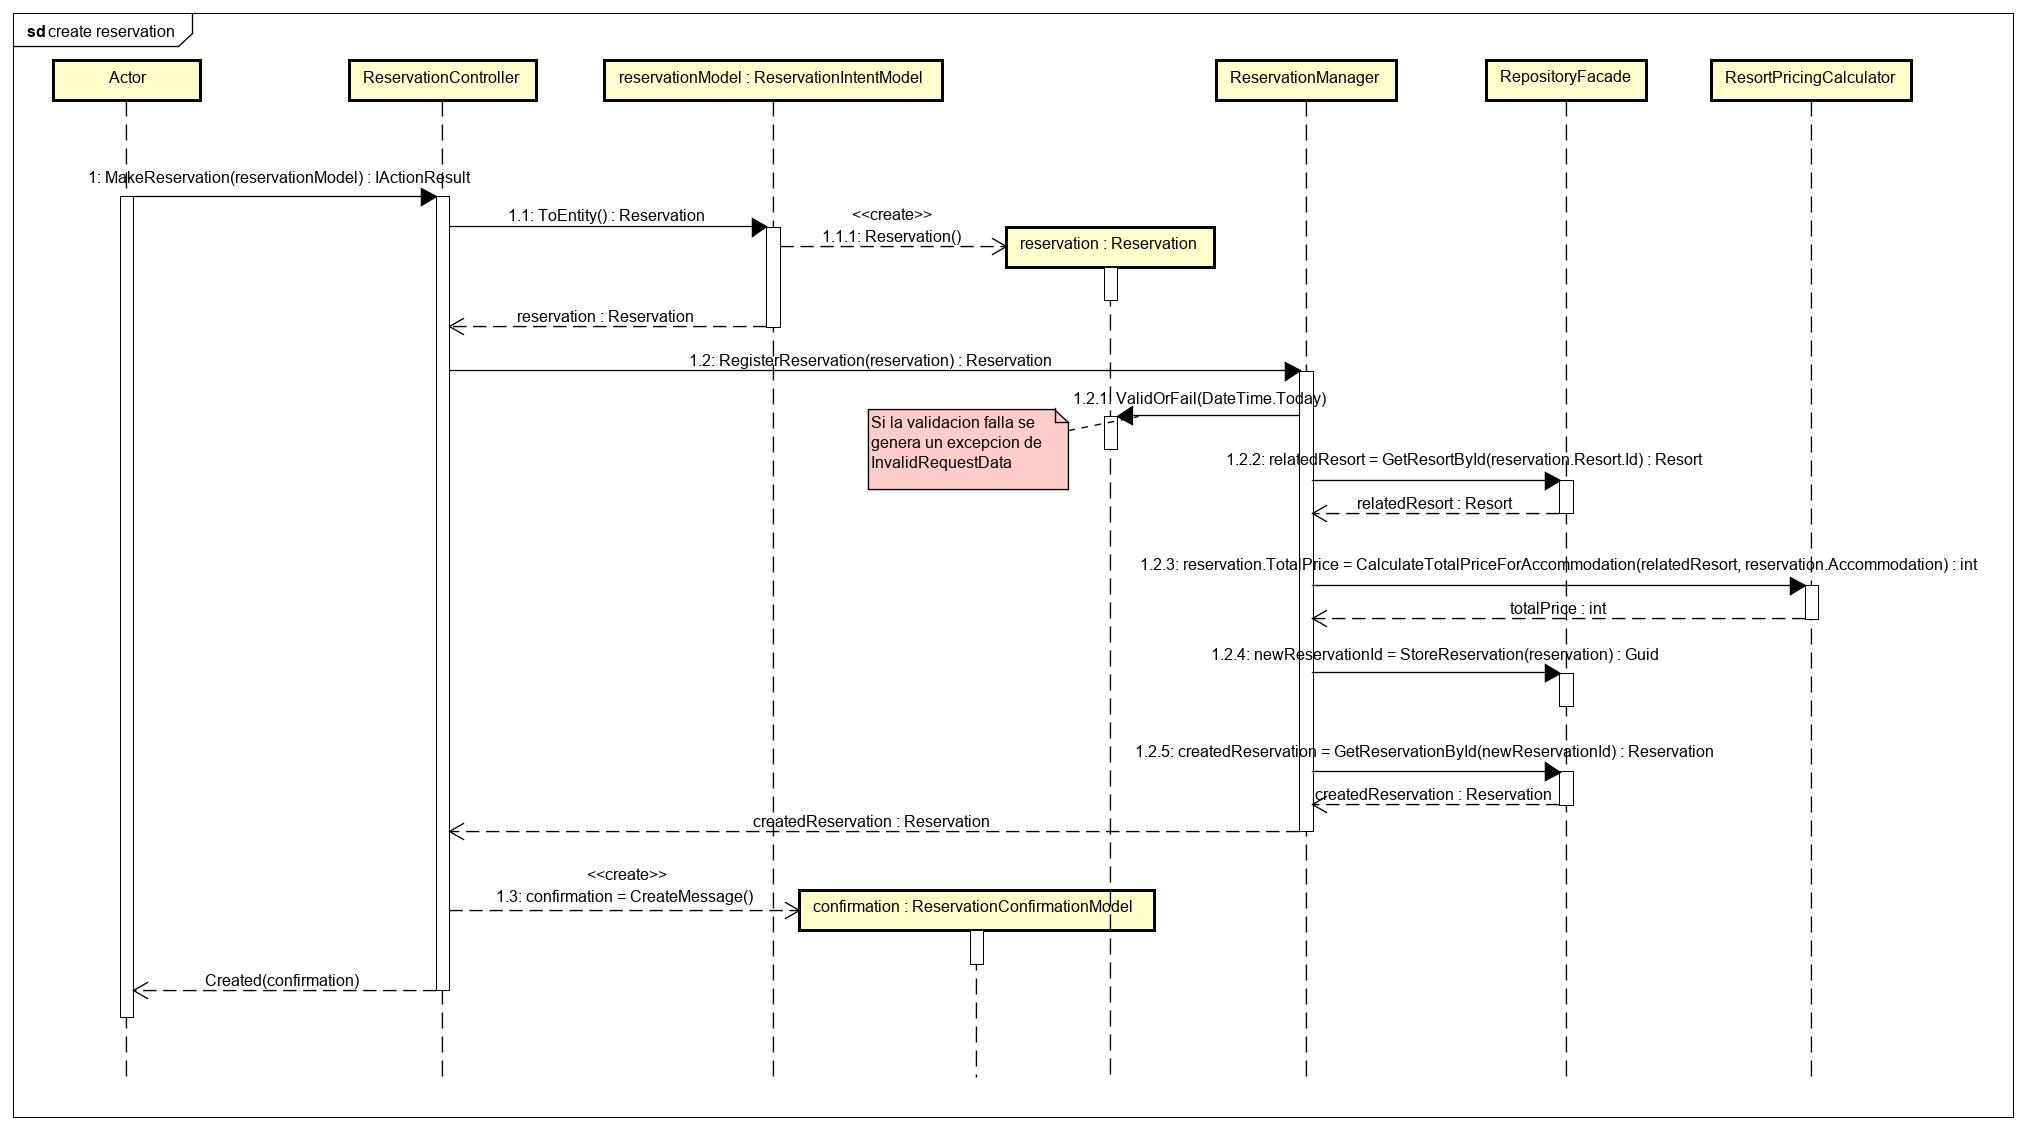 sd create reservation
Actor
ReservationController
reservationModel : ReservationIntentModel
ReservationManager
RepositoryFacade
ResortPricingCalculator
1: MakeReservation(reservationModel) : IActionResult
1.1: ToEntity() : Reservation
<<create>>
1.1.1: Reservation()
reservation : Reservation
reservation : Reservation
1.2: RegisterReservation(reservation) : Reservation
1.2.1: ValidOrFail(DateTime.Today)
Si la validacion falla se
genera un excepcion de
InvalidRequestData
1.2.2: relatedResort = GetResortById(reservation.Resort.Id) : Resort
relatedResort : Resort
1.2.3: reservation.TotalPrice = CalculateTotalPriceForAccommodation(relatedResort, reservation.Accommodation) : int
totalPrice : int
1.2.4: newReservationId = StoreReservation(reservation) : Guid
1.2.5: createdReservation = GetReservationById(newReservationId) : Reservation
createdReservation : Reservation
createdReservation : Reservation
<<create>>
1.3: confirmation = CreateMessage()
confirmation : ReservationConfirmationModel
Created(confirmation)